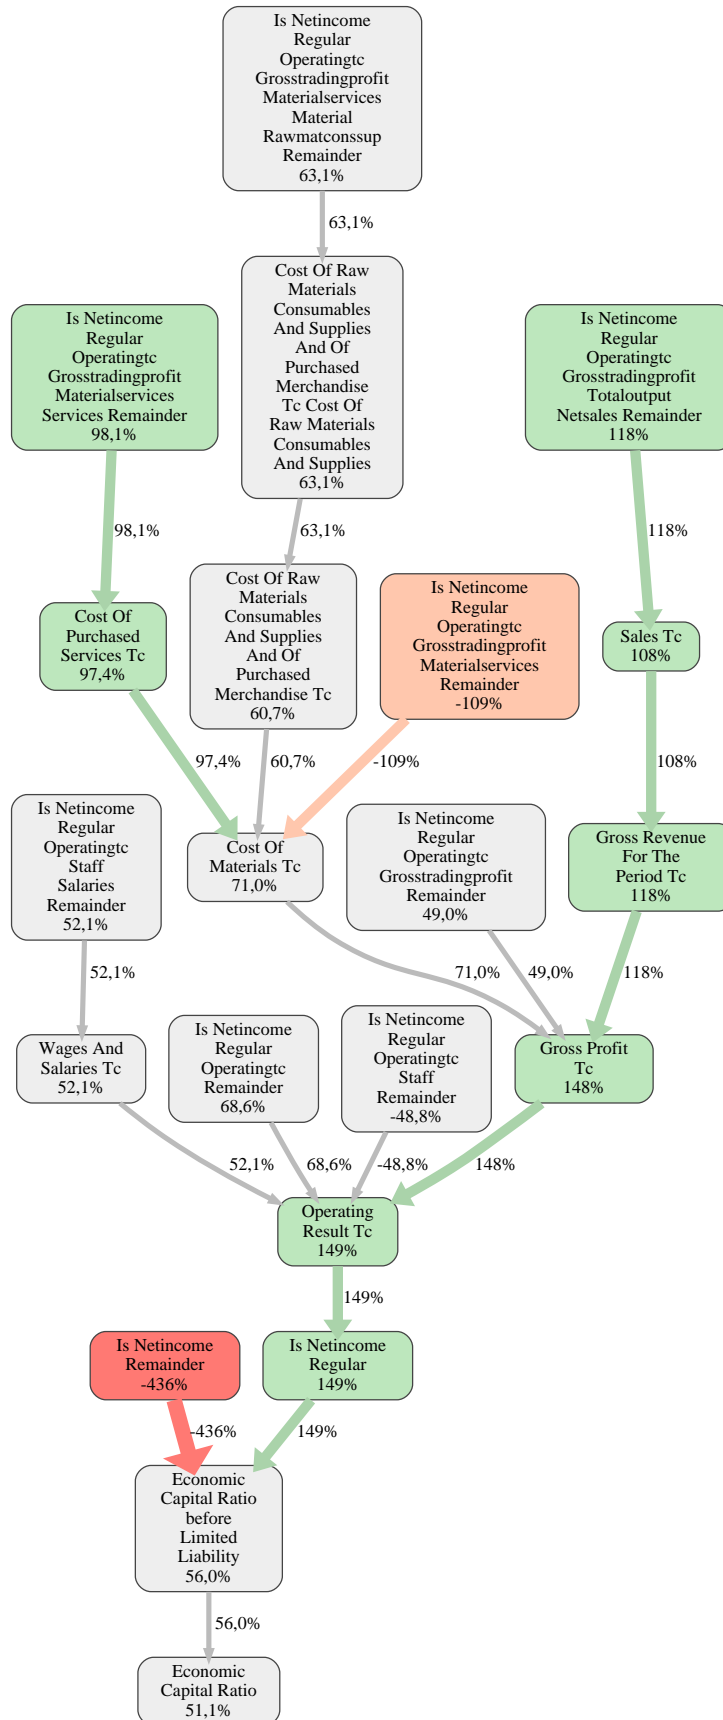 Is Netincome
Regular
Operatingtc
Grosstradingprofit
Materialservices
Material
Rawmatconssup
Remainder
63,1%
63,1%
Cost Of Raw
Materials
Consumables
And Supplies
And Of
Purchased
Merchandise
Tc Cost Of
Raw Materials
Consumables
And Supplies
63,1%
Is Netincome
Regular
Operatingtc
Grosstradingprofit
Materialservices
Services Remainder
98,1%
Is Netincome
Regular
Operatingtc
Grosstradingprofit
Totaloutput
Netsales Remainder
118%
98,1%
63,1%
118%
Cost Of Raw
Materials
Consumables
And Supplies
And Of
Purchased
Merchandise Tc
60,7%
Is Netincome
Regular
Operatingtc
Grosstradingprofit
Materialservices
Remainder
-109%
Cost Of
Purchased
Services Tc
97,4%
Sales Tc
108%
97,4%
60,7%
-109%
108%
Is Netincome
Regular
Operatingtc
Staff
Salaries
Remainder
52,1%
Cost Of
Materials Tc
71,0%
Is Netincome
Regular
Operatingtc
Grosstradingprofit
Remainder
49,0%
Gross Revenue
For The
Period Tc
118%
52,1%
71,0%
49,0%
118%
Wages And
Salaries Tc
52,1%
Is Netincome
Regular
Operatingtc
Remainder
68,6%
Is Netincome
Regular
Operatingtc
Staff
Remainder
-48,8%
Gross Profit
Tc
148%
52,1%
68,6%
-48,8%
148%
Operating
Result Tc
149%
149%
Is Netincome
Remainder
-436%
Is Netincome
Regular
149%
-436%
149%
Economic
Capital Ratio
before
Limited
Liability
56,0%
56,0%
Economic
Capital Ratio
51,1%